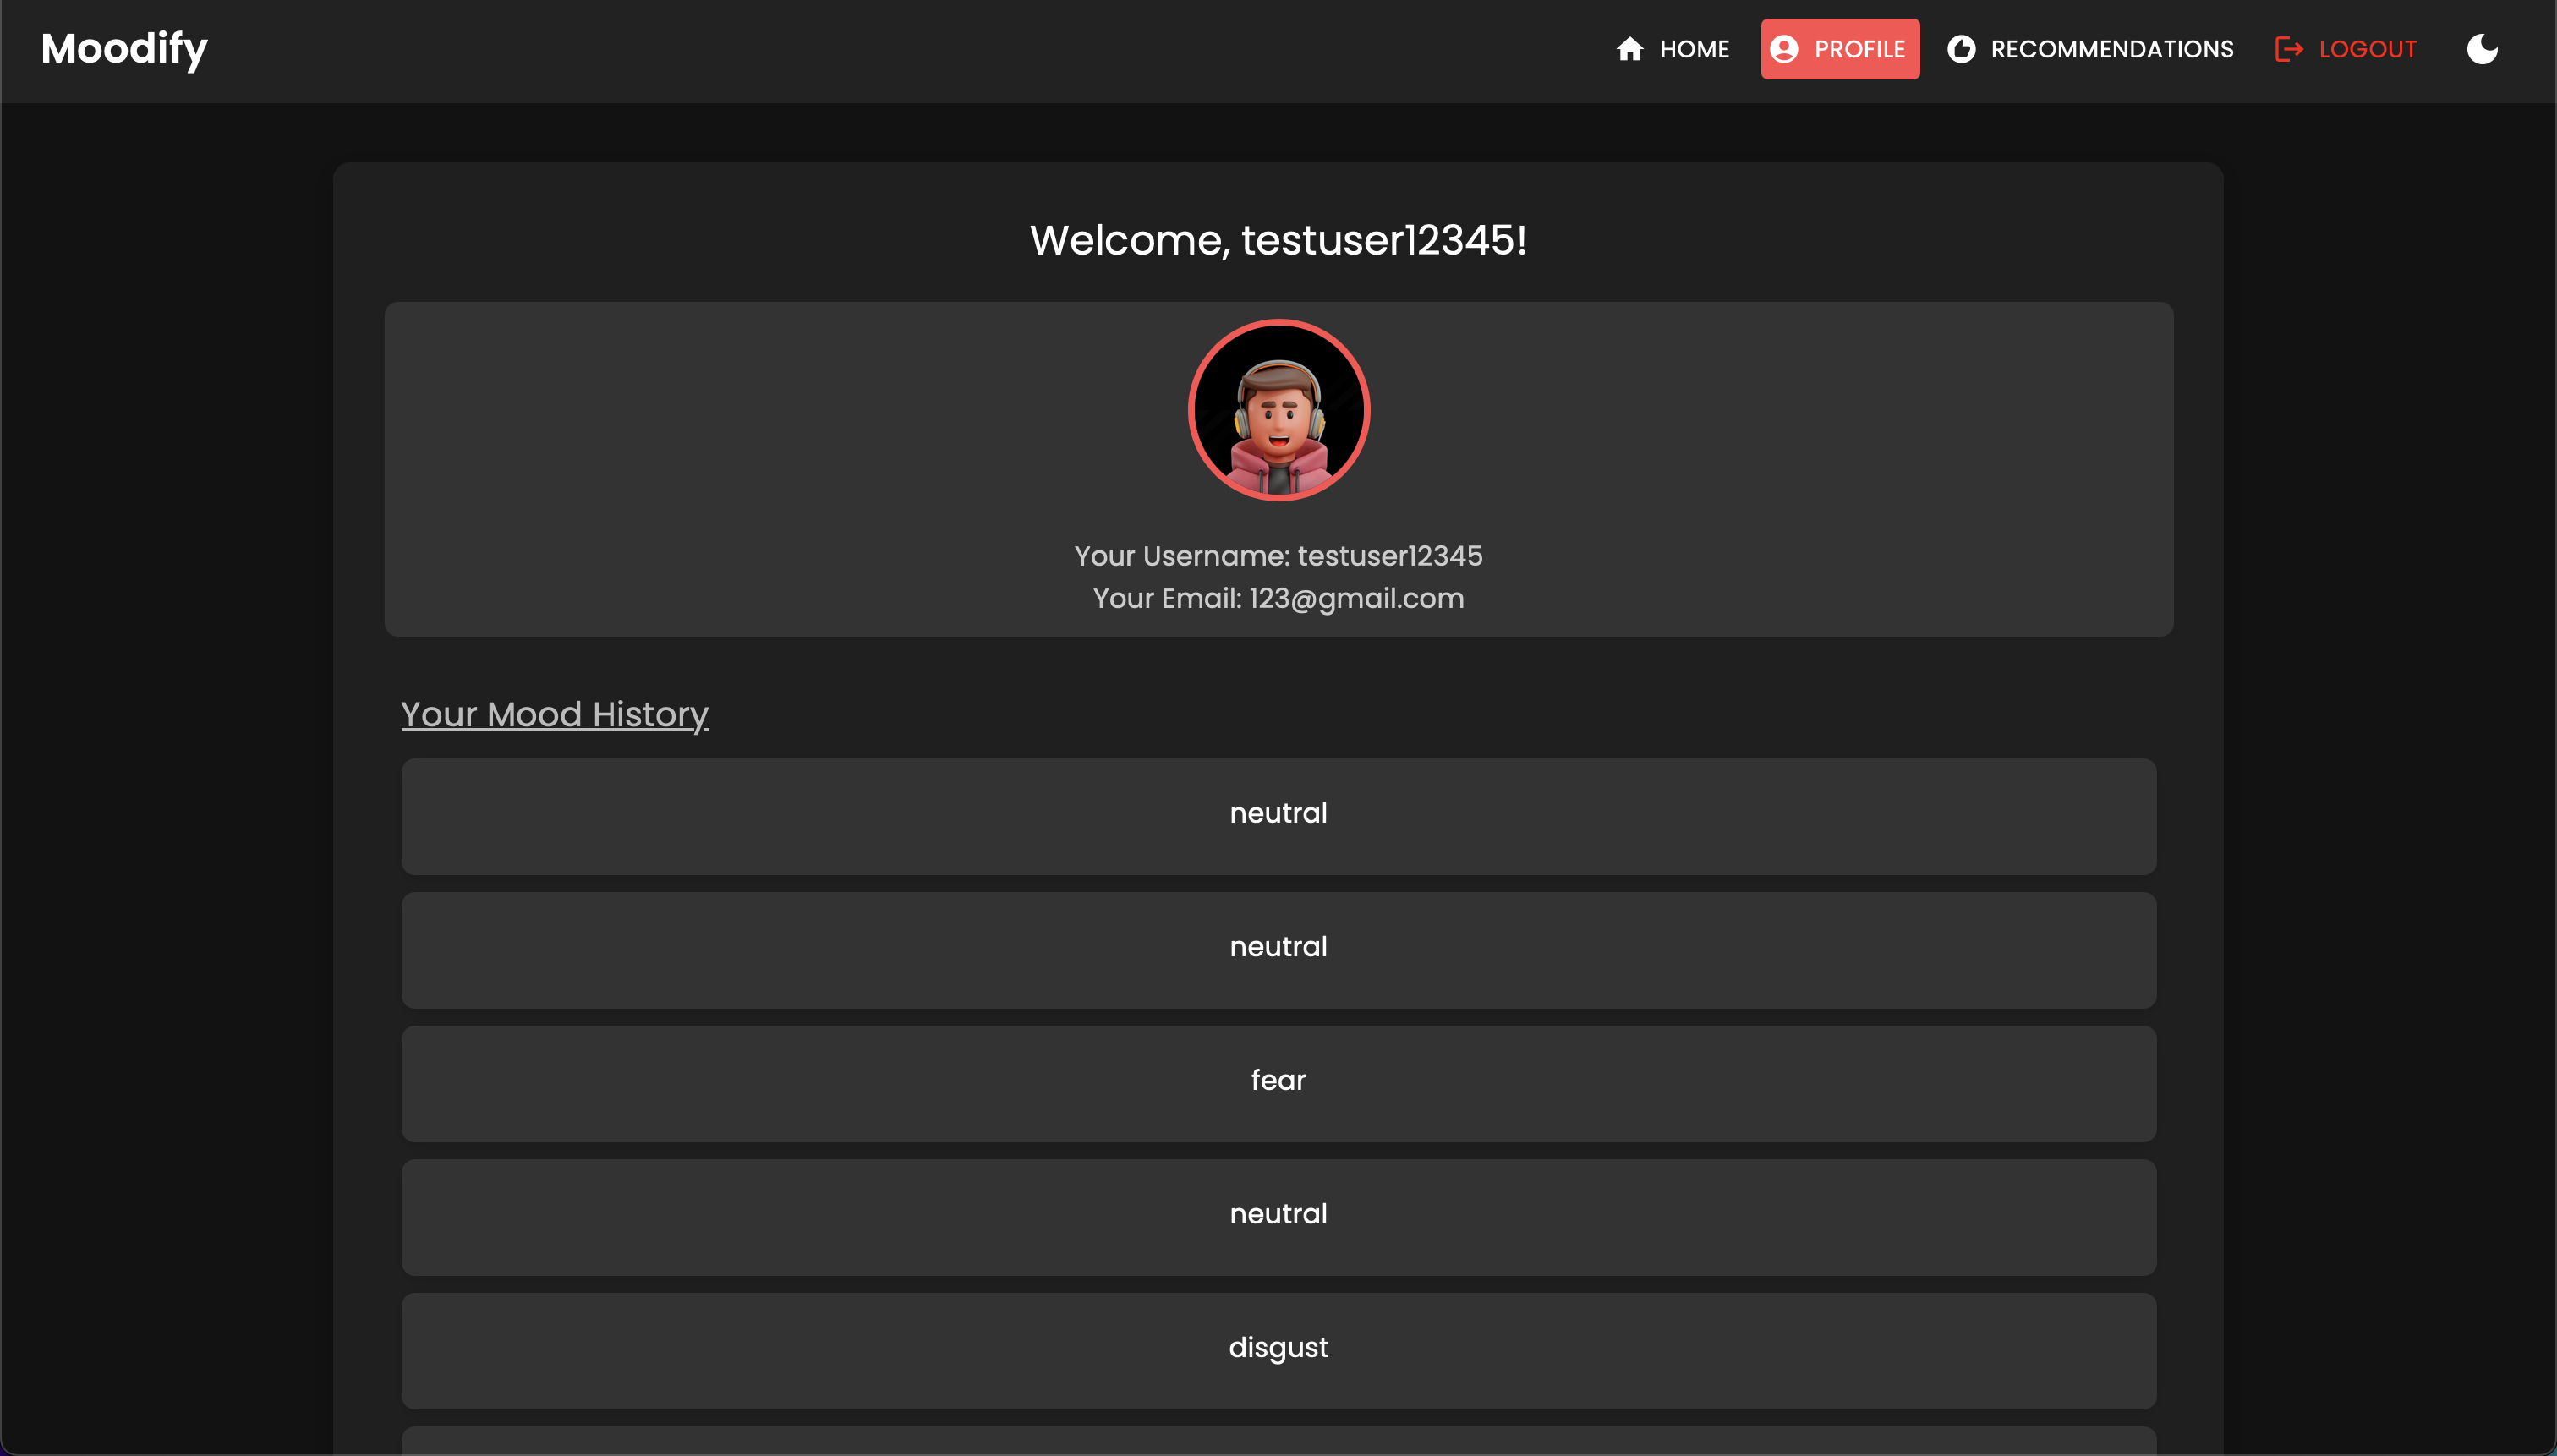 Moodify
HOME
PROFILE
RECOMMENDATIONS
LOGOUT
Welcome, testuser12345!
Your Username: testuser12345
Your Email: 123@gmail.com
Your Mood History
neutral
neutral
fear
neutral
disgust